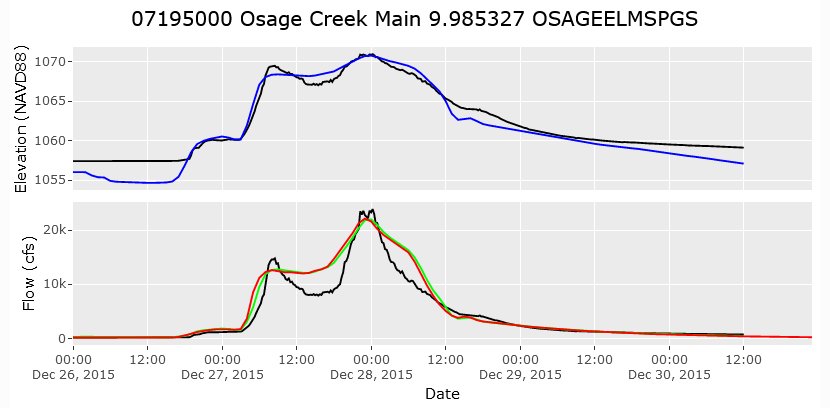 07195000 Osage Creek Main 9.985327 OSAGEELMSPGS
Elevation (NAVD88)
1070
1065
1060
1055
Flow (cfs)
20k
10k
0
00:00 12:00 00:00 12:00 00:00 12:00 00:00 12:00 00:00 12:00
Dec 26, 2015 Dec 27, 2015 Dec 28, 2015 Dec 29, 2015 Dec 30, 2015
Date